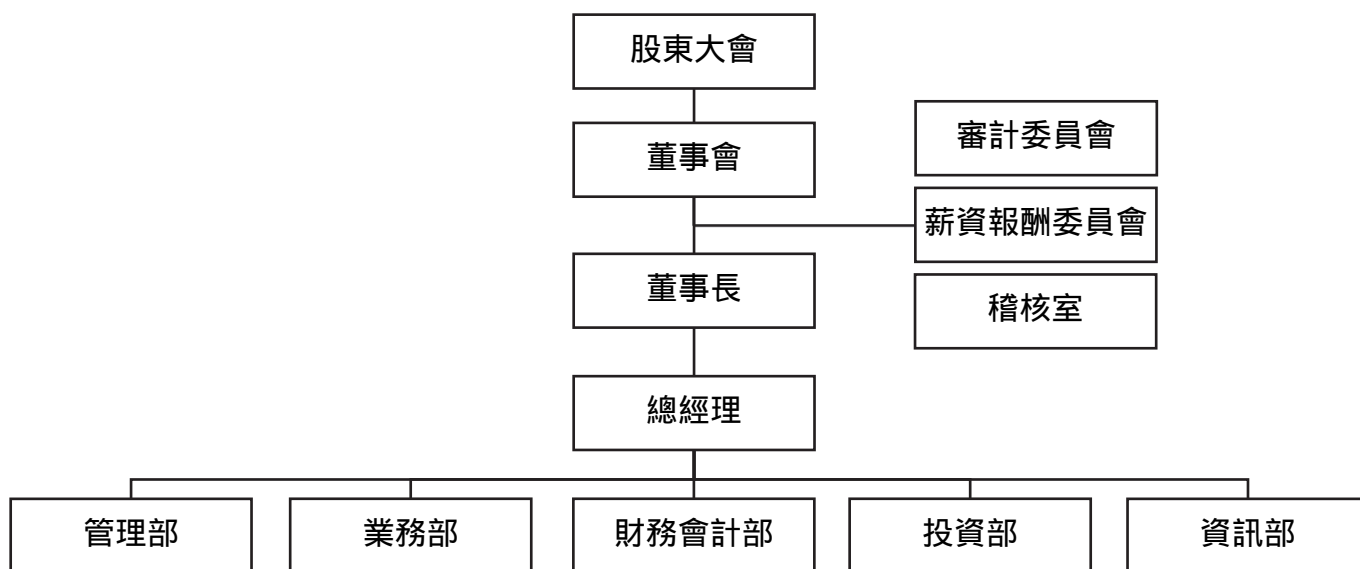 股東大會
董事會
審計委員會
薪資報酬委員會
董事長
稽核室
總經理
管理部
業務部
財務會計部
投資部
資訊部